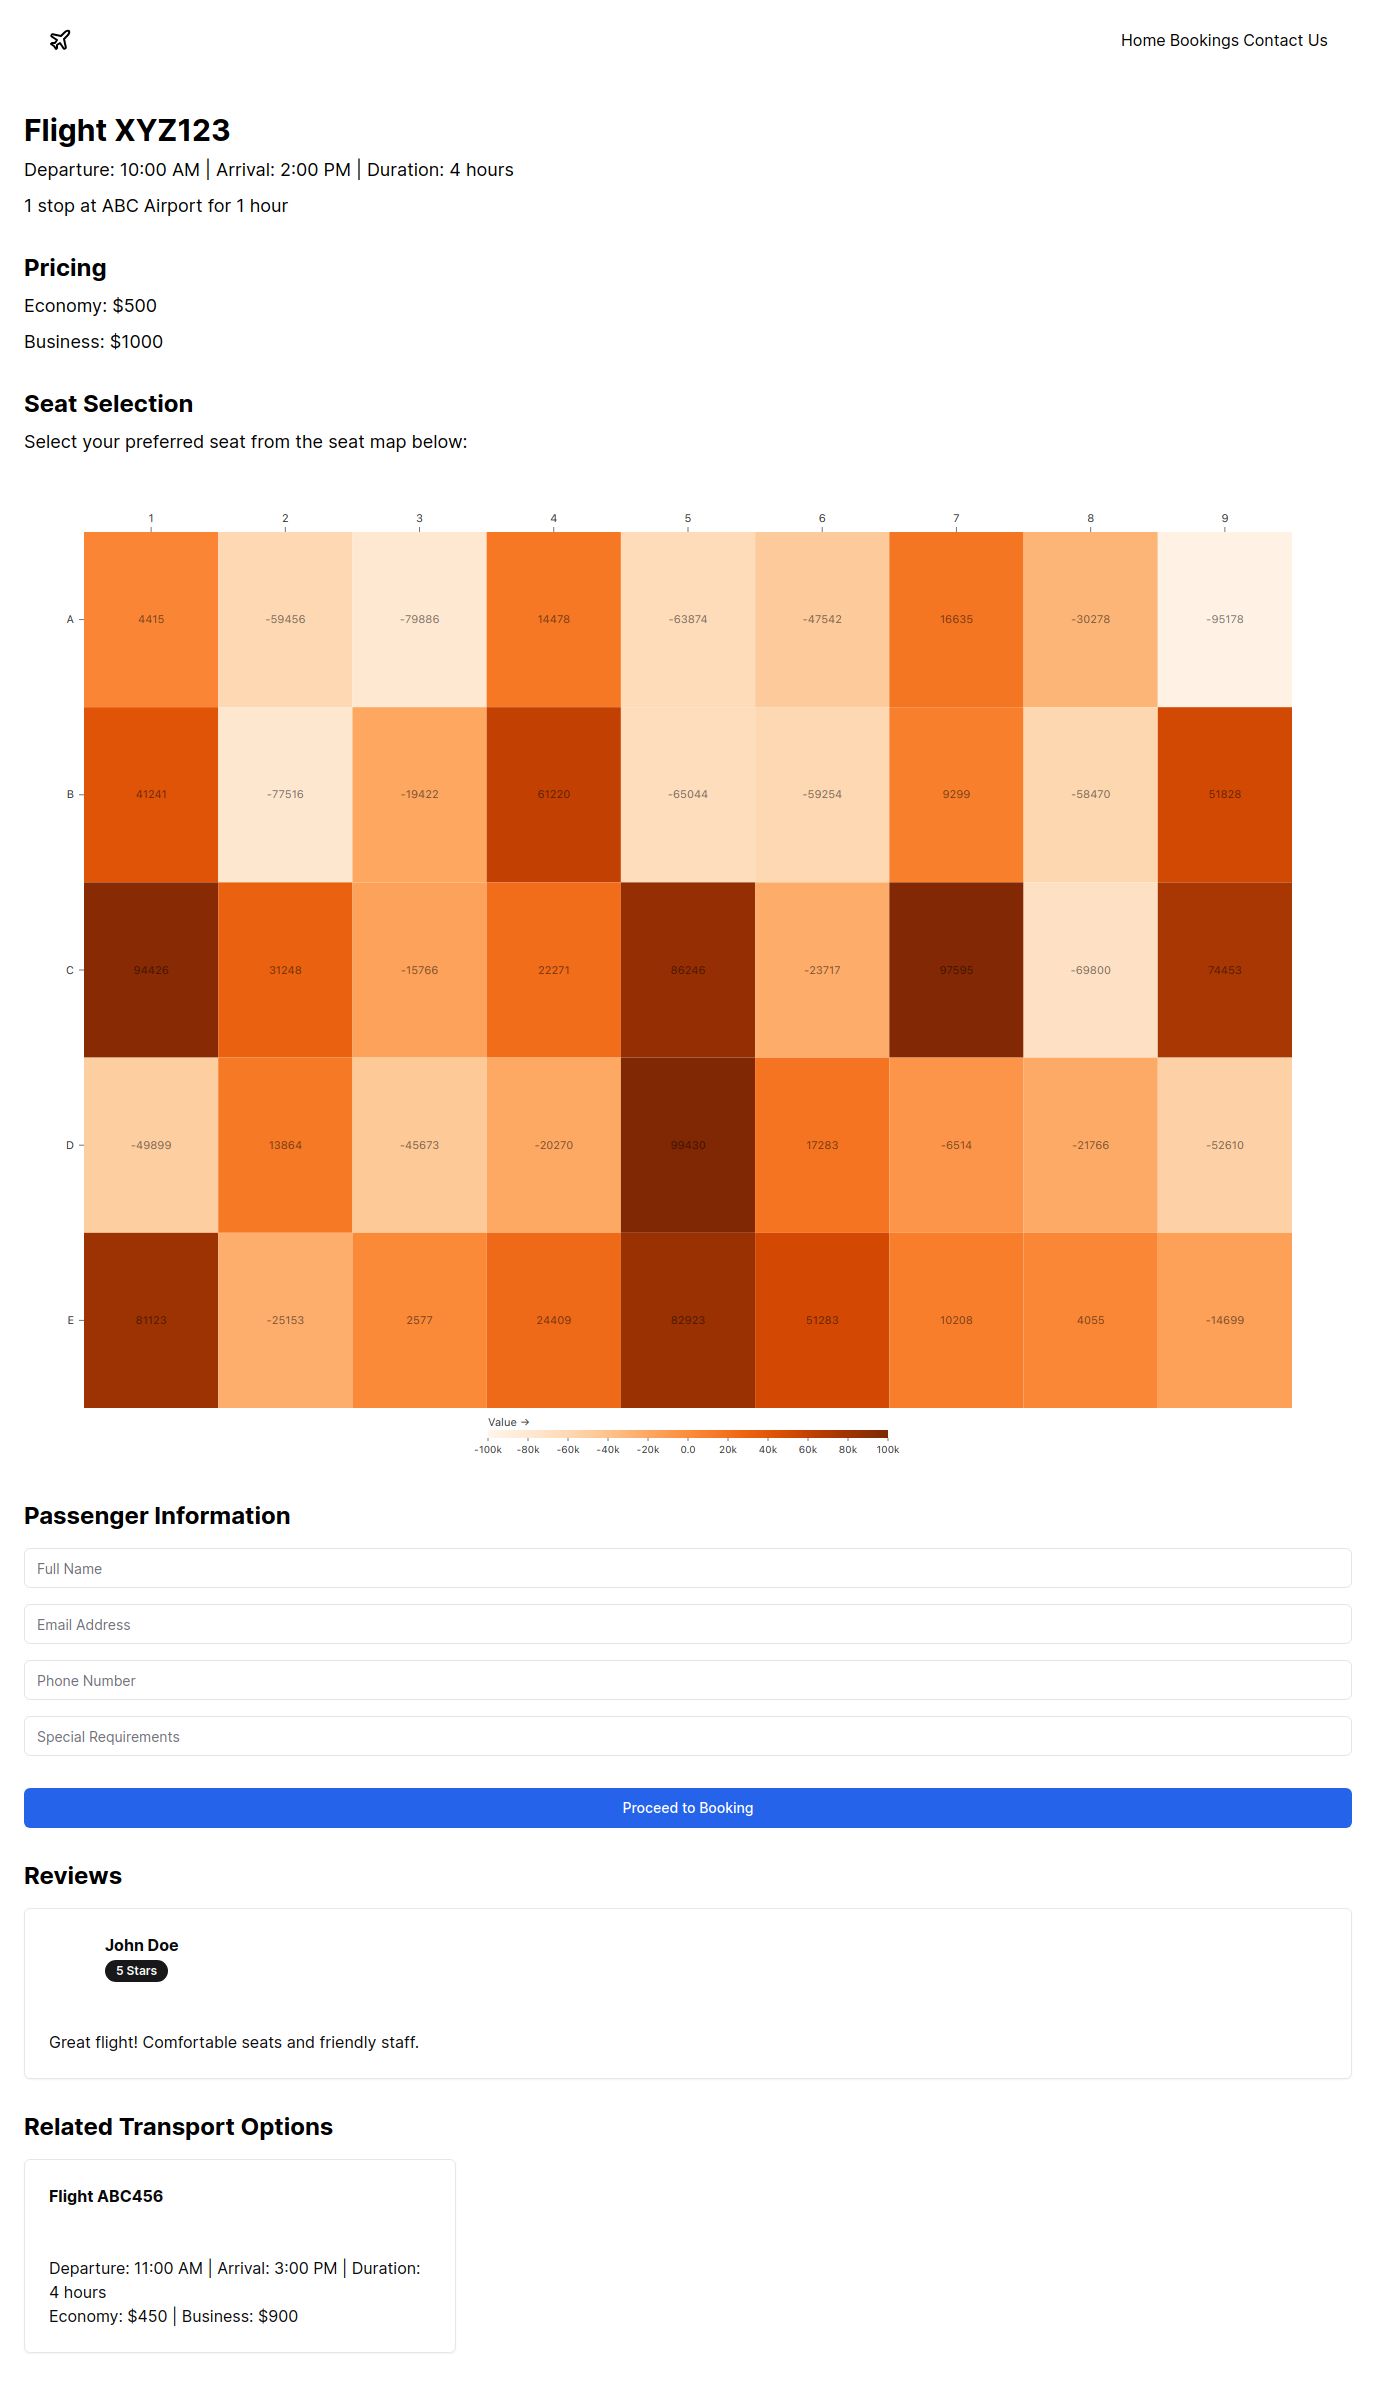 Home Bookings Contact Us
Flight XYZ123
Departure: 10:00 AM | Arrival: 2:00 PM | Duration: 4 hours
1 stop at ABC Airport for 1 hour
Pricing
Economy: $500
Business: $1000
Seat Selection
Select your preferred seat from the seat map below:
1 2 3 4 5 6 7 8 9
A 4415 -59456 -79886 14478 -63874 -47542 16635 -30278 -95178
B 41241 -77516 -19422 61220 -65044 -59254 9299 -58470 51828
C 94426 31248 -15766 22271 86246 -23717 97595 -69800 74453
D -49899 13864 -45673 -20270 99430 17283 -6514 -21766 -52610
E 81123 -25153 2577 24409 82923 51283 10208 4055 -14699
Value →
-100k -80k -60k -40k -20k 0.0 20k 40k 60k 80k 100k
Passenger Information
Full Name
Email Address
Phone Number
Special Requirements
Proceed to Booking
Reviews
John Doe
5 Stars
Great flight! Comfortable seats and friendly staff.
Related Transport Options
Flight ABC456
Departure: 11:00 AM | Arrival: 3:00 PM | Duration:
4 hours
Economy: $450 | Business: $900